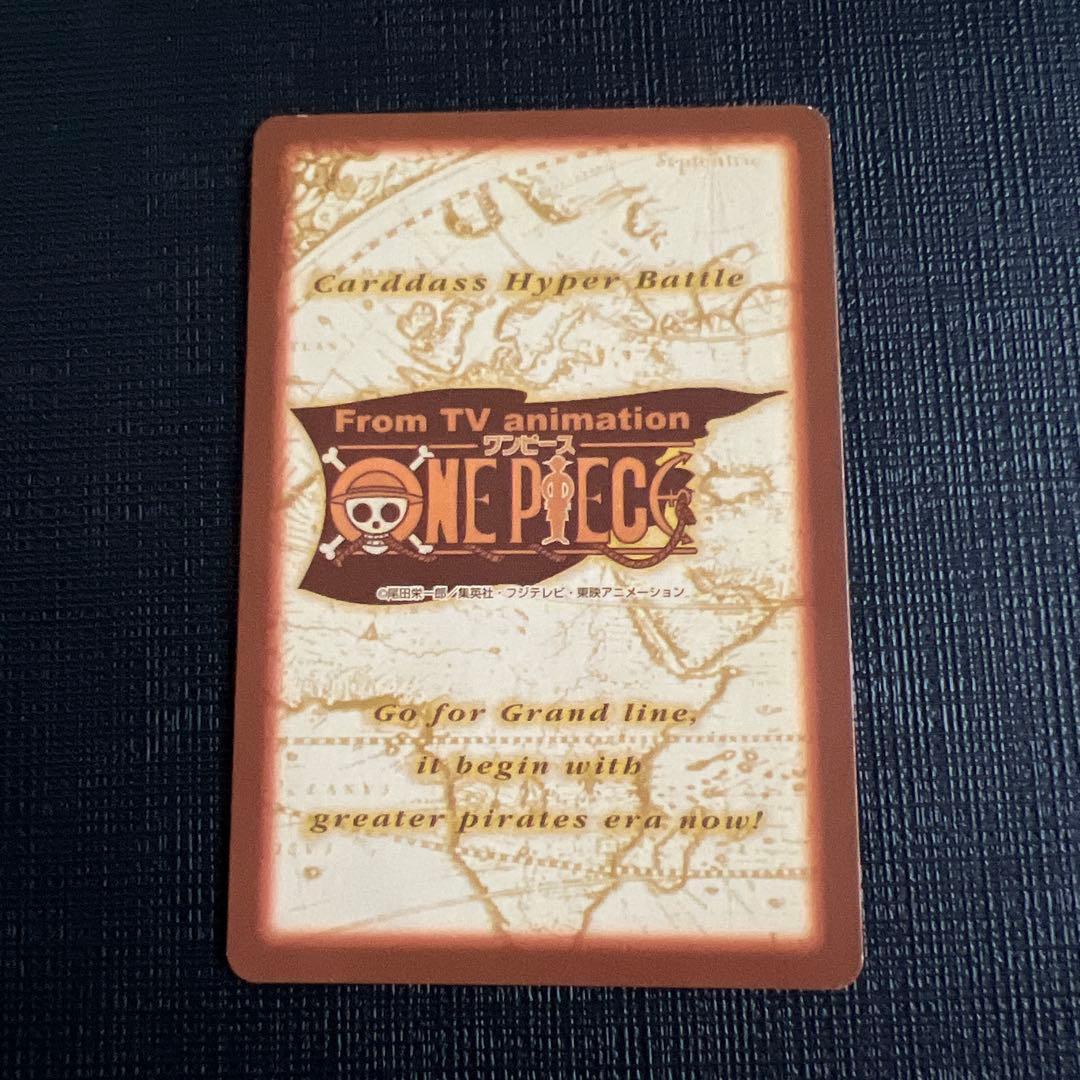 Septentrio
Carddass Hyper Battle
From TV animation
ワンピース
ONE PIECE
©尾田栄一郎／集英社・フジテレビ・東映アニメーション
Go for Grand line,
it begin with
greater pirates era now!